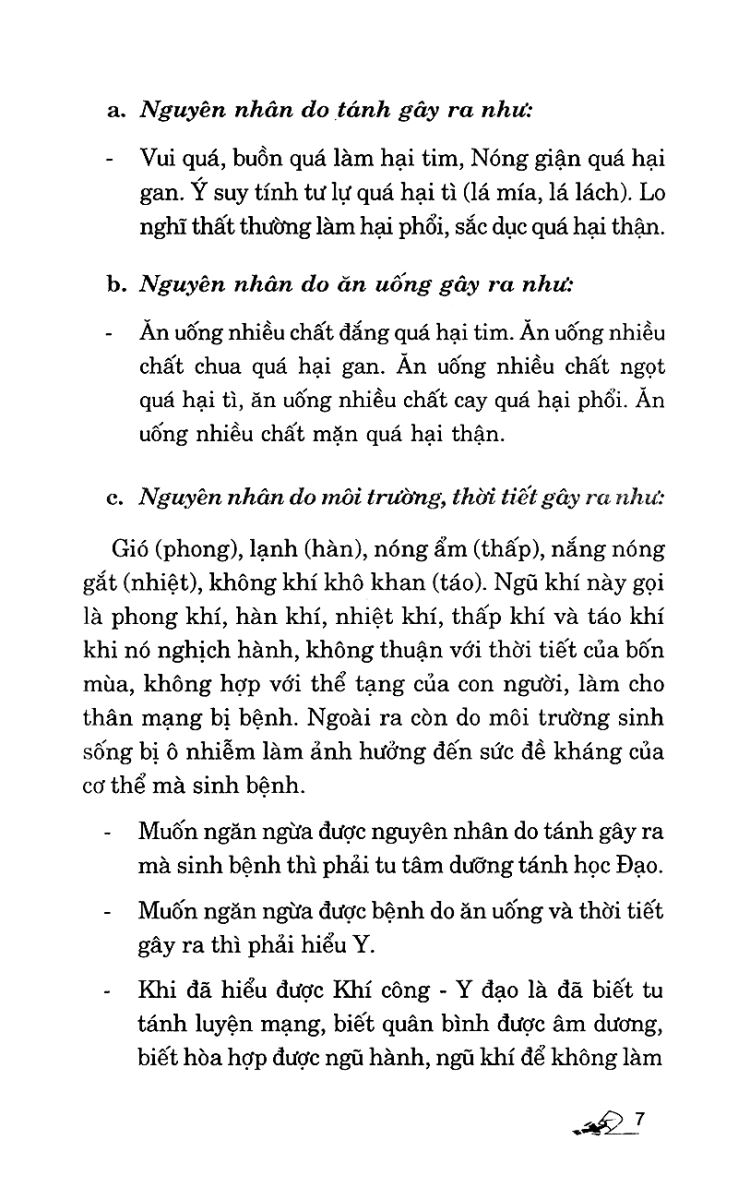 a. Nguyên nhân do tánh gây ra như:
- Vui quá, buồn quá làm hại tim, Nóng giận quá hại
gan. Ý suy tính tư lự quá hại tì (lá mía, lá lách). Lo
nghĩ thất thường làm hại phổi, sắc dục quá hại thận.
b. Nguyên nhân do ăn uống gây ra như:
- Ăn uống nhiều chất đắng quá hại tim. Ăn uống nhiều
chất chua quá hại gan. Ăn uống nhiều chất ngọt
quá hại tì, ăn uống nhiều chất cay quá hại phổi. Ăn
uống nhiều chất mặn quá hại thận.
c. Nguyên nhân do môi trường, thời tiết gây ra như:
Gió (phong), lạnh (hàn), nóng ẩm (thấp), nắng nóng
gắt (nhiệt), không khí khô khan (táo). Ngũ khí này gọi
là phong khí, hàn khí, nhiệt khí, thấp khí và táo khí
khi nó nghịch hành, không thuận với thời tiết của bốn
mùa, không hợp với thể tạng của con người, làm cho
thân mạng bị bệnh. Ngoài ra còn do môi trường sinh
sống bị ô nhiễm làm ảnh hưởng đến sức đề kháng của
cơ thể mà sinh bệnh.
- Muốn ngăn ngừa được nguyên nhân do tánh gây ra
mà sinh bệnh thì phải tu tâm dưỡng tánh học Đạo.
- Muốn ngăn ngừa được bệnh do ăn uống và thời tiết
gây ra thì phải hiểu Y.
- Khi đã hiểu được Khí công - Y đạo là đã biết tu
tánh luyện mạng, biết quân bình được âm dương,
biết hòa hợp được ngũ hành, ngũ khí để không làm
7